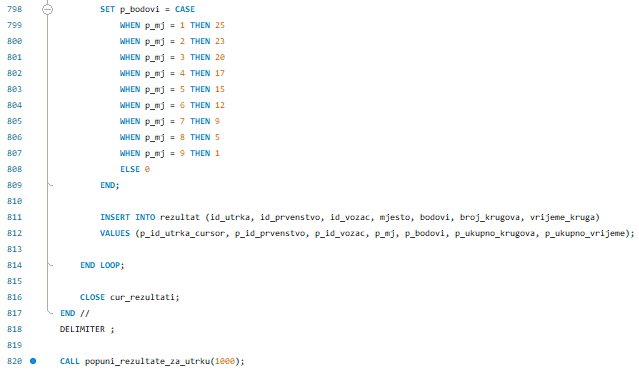 798 SET p_bodovi = CASE
799 WHEN p_mj = 1 THEN 25
800 WHEN p_mj = 2 THEN 23
801 WHEN p_mj = 3 THEN 20
802 WHEN p_mj = 4 THEN 17
803 WHEN p_mj = 5 THEN 15
804 WHEN p_mj = 6 THEN 12
805 WHEN p_mj = 7 THEN 9
806 WHEN p_mj = 8 THEN 5
807 WHEN p_mj = 9 THEN 1
808 ELSE 0
809 END;
810
811 INSERT INTO rezultat (id_utrka, id_prvenstvo, id_vozac, mjesto, bodovi, broj_krugova, vrijeme_kruga)
812 VALUES (p_id_utrka_cursor, p_id_prvenstvo, p_id_vozac, p_mj, p_bodovi, p_ukupno_krugova, p_ukupno_vrijeme);
813
814 END LOOP;
815
816 CLOSE cur_rezultati;
817 END //
818 DELIMITER ;
819
820 CALL popuni_rezultate_za_utrku(1000);